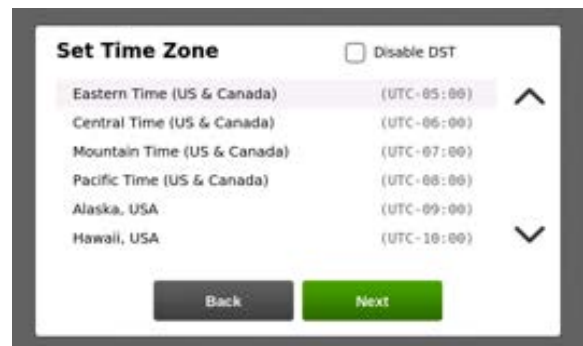 Set Time Zone Disable DST
Eastern Time (US & Canada) (UTC-05:00)
Central Time (US & Canada) (UTC-06:00)
Mountain Time (US & Canada) (UTC-07:00)
Pacific Time (US & Canada) (UTC-08:00)
Alaska, USA (UTC-09:00)
Hawaii, USA (UTC-10:00)
Back Next